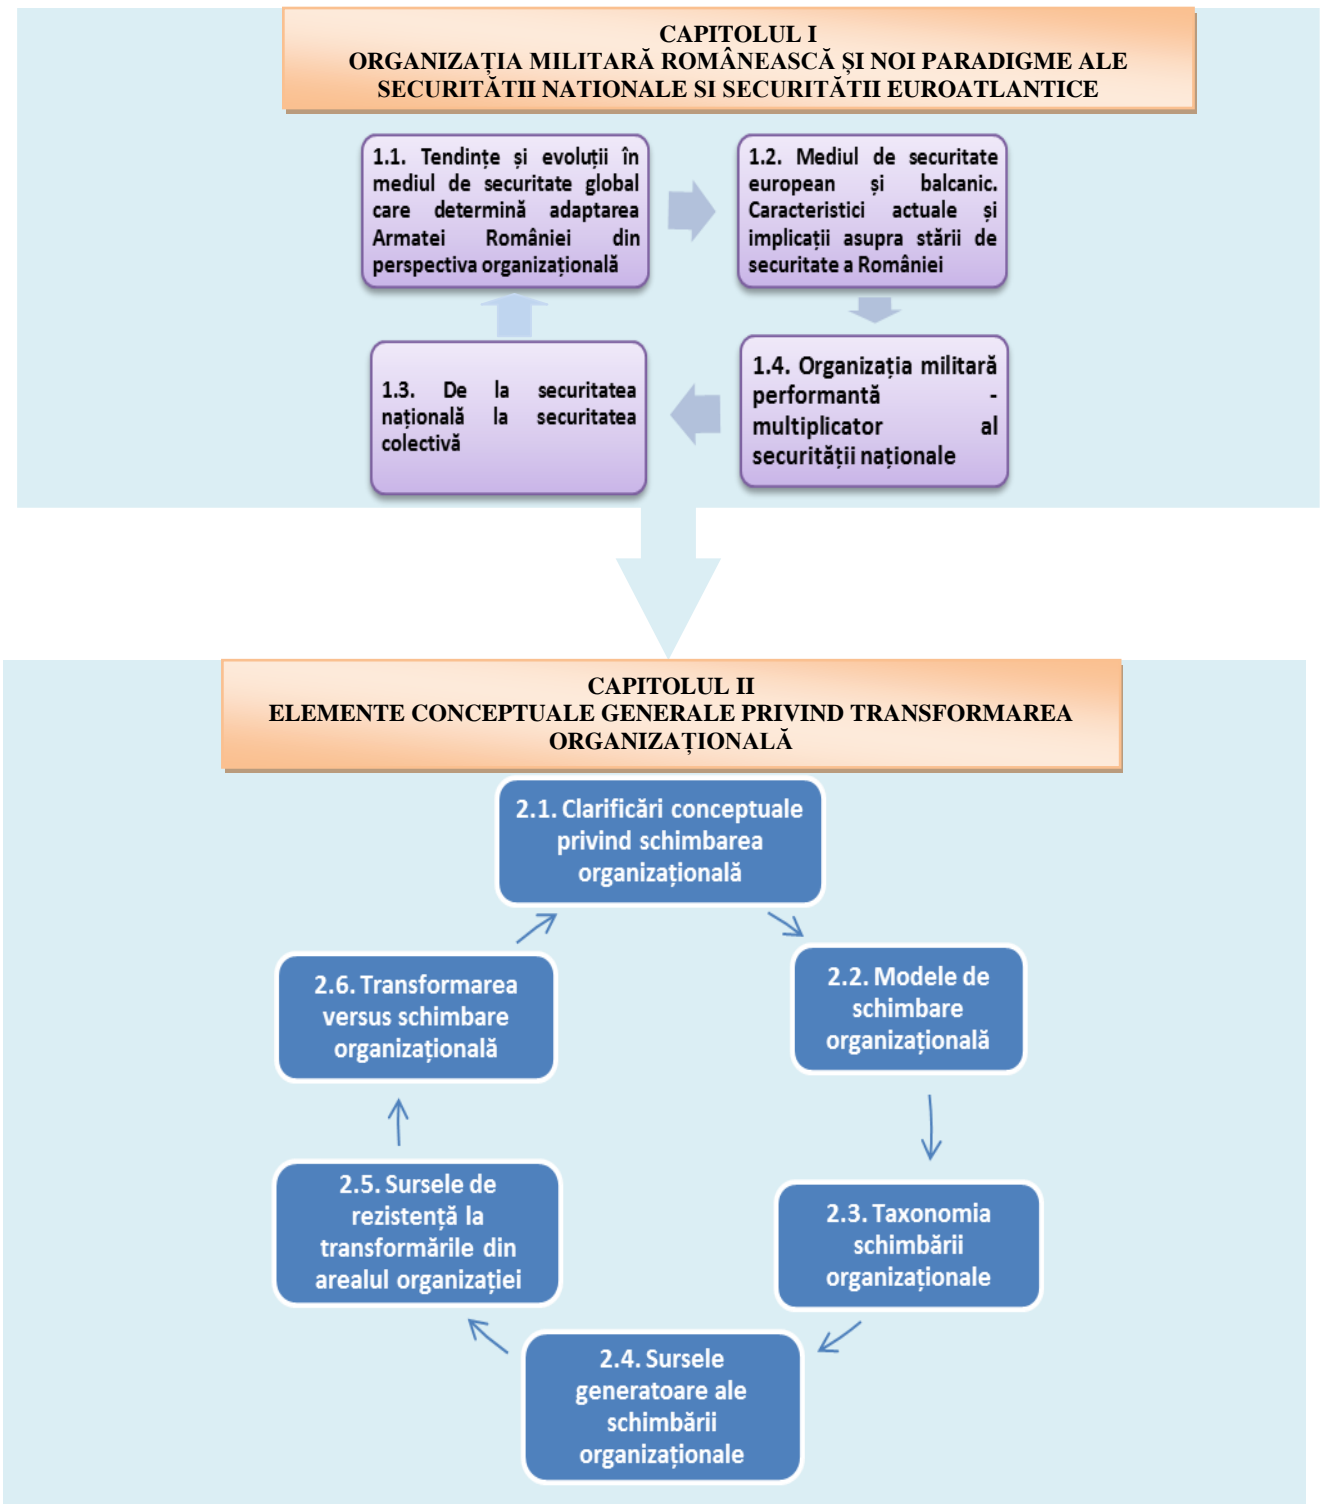 CAPITOLUL I
ORGANIZAȚIA MILITARĂ ROMÂNEASCĂ ȘI NOI PARADIGME ALE
SECURITĂTII NATIONALE SI SECURITĂTII EUROATLANTICE
1.1. Tendințe și evoluții în
mediul de securitate global
care determină adaptarea
Armatei României din
perspectiva organizațională
1.2. Mediul de securitate
european și balcanic.
Caracteristici actuale și
implicații asupra stării de
securitate a României
1.4. Organizația militară
performantă -
multiplicator al
securității naționale
1.3. De la securitatea
națională la securitatea
colectivă
CAPITOLUL II
ELEMENTE CONCEPTUALE GENERALE PRIVIND TRANSFORMAREA
ORGANIZAȚIONALĂ
2.1. Clarificări conceptuale
privind schimbarea
organizațională
2.2. Modele de
schimbare
organizațională
2.3. Taxonomia
schimbării
organizaționale
2.4. Sursele
generatoare ale
schimbării
organizaționale
2.5. Sursele de
rezistență la
transformările din
arealul organizației
2.6. Transformarea
versus schimbare
organizațională